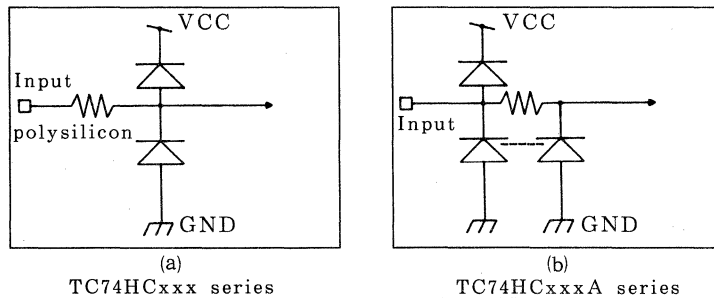 VCC
Input
polysilicon
GND
(a)
TC74HCxxx series
VCC
Input
GND
(b)
TC74HCxxxA series